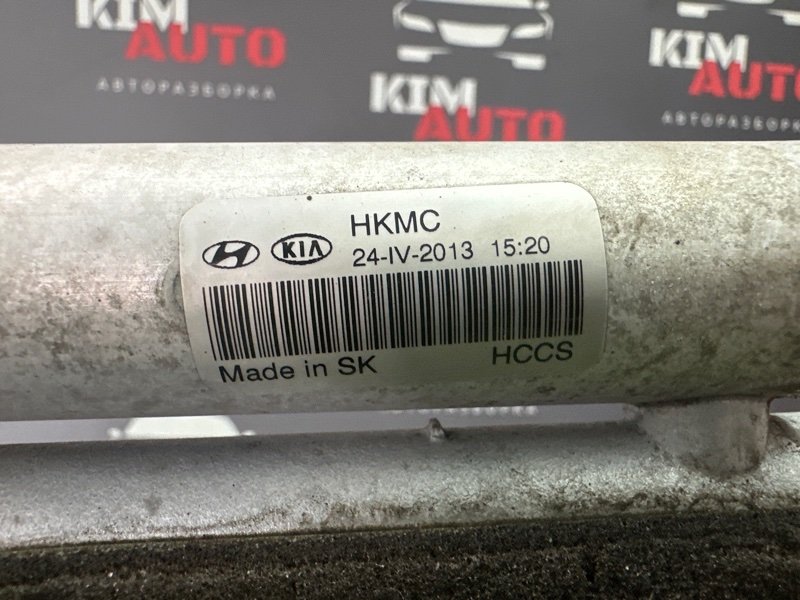 KIM
AUTO
АВТОРАЗБОРКА
KIM
AUTO
KIM
AUTO
АВТОРАЗБОРКА
HKMC
KIA
24-IV-2013 15:20
Made in SK
HCCS